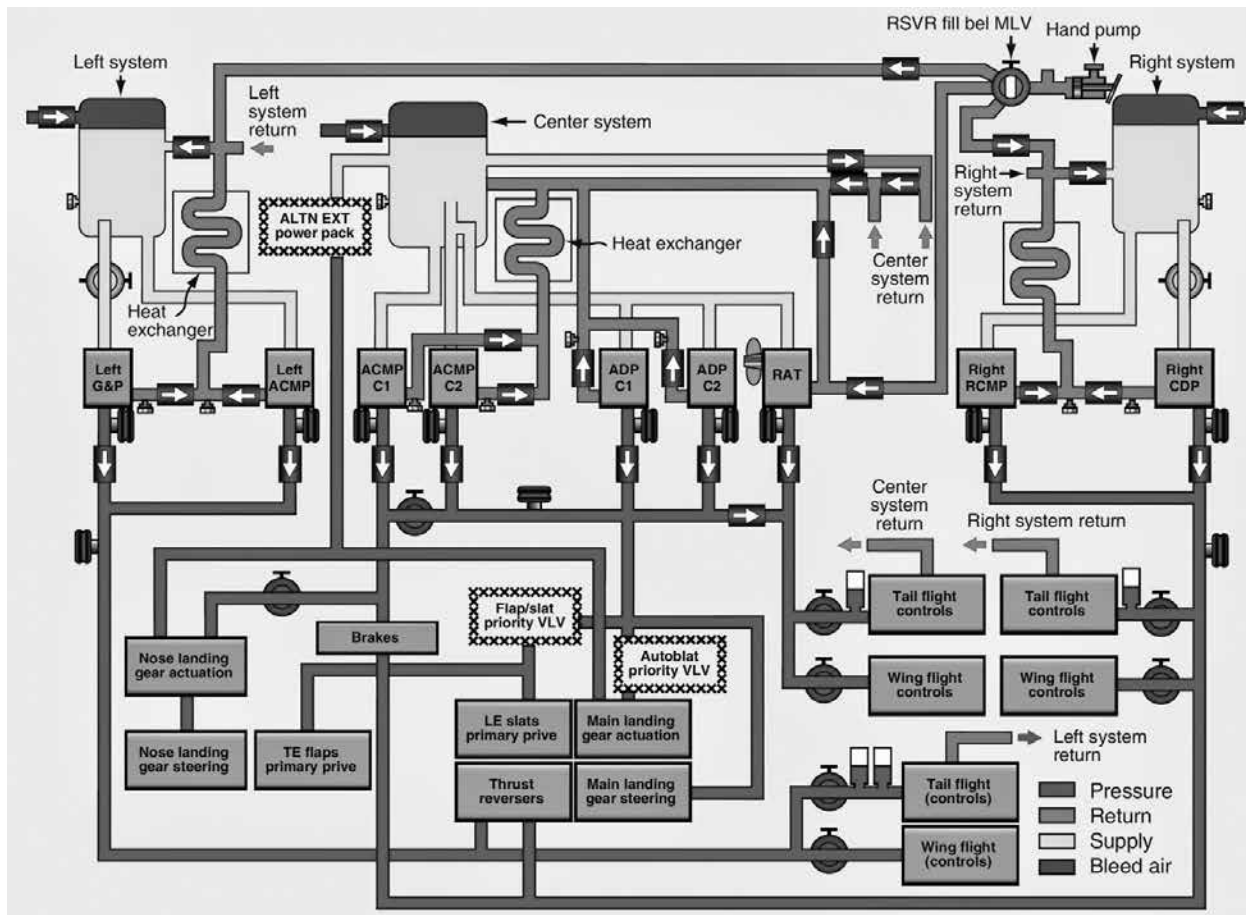 RSVR fill bel MLV
Hand pump
Left system
Right system
Left
system
return
Center system
Right
system
return
ALTN EXT
power pack
Heat exchanger
Center
system
return
Heat
exchanger
Left
G&P
Left
ACMP
ACMP
C1
ACMP
C2
ADP
C1
ADP
C2
RAT
Right
RCMP
Right
CDP
Center
system
return
Right system return
Flap/slat
priority VLV
Tail flight
controls
Tail flight
controls
Brakes
Autoblat
priority VLV
Nose landing
gear actuation
Wing flight
controls
Wing flight
controls
LE slats
primary prive
Main landing
gear actuation
Nose landing
gear steering
TE flaps
primary prive
Left system
return
Thrust
reversers
Main landing
gear steering
Tail flight
(controls)
Wing flight
(controls)
Pressure
Return
Supply
Bleed air